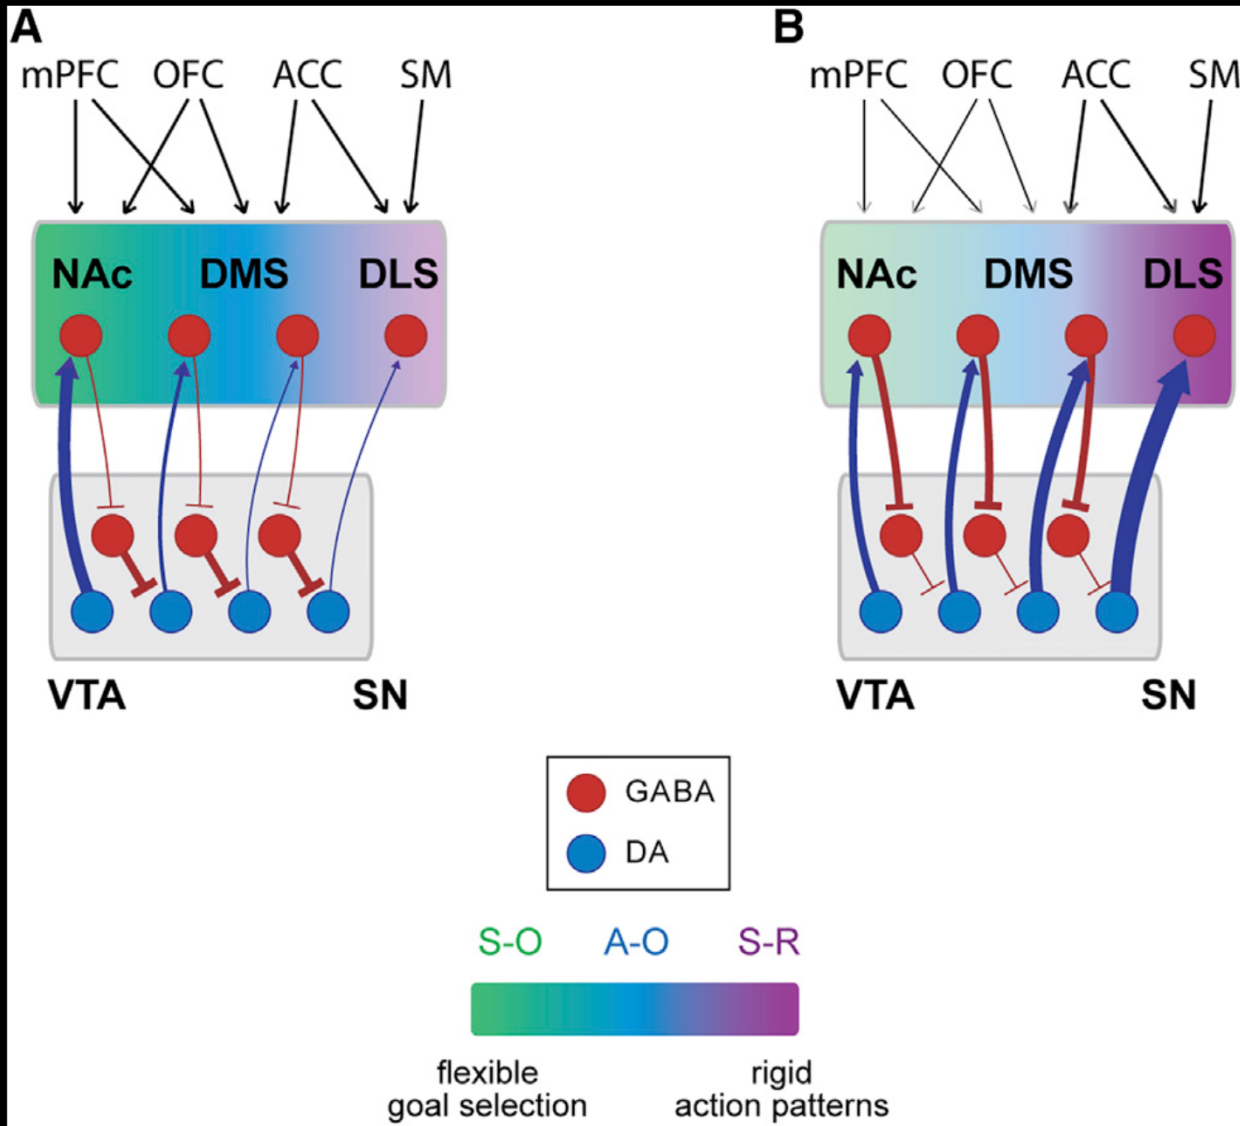 A
B
mPFC OFC ACC SM
mPFC OFC ACC SM
NAc DMS DLS
NAc DMS DLS
VTA SN
VTA SN
GABA
DA
S-O A-O S-R
flexible
goal selection
rigid
action patterns